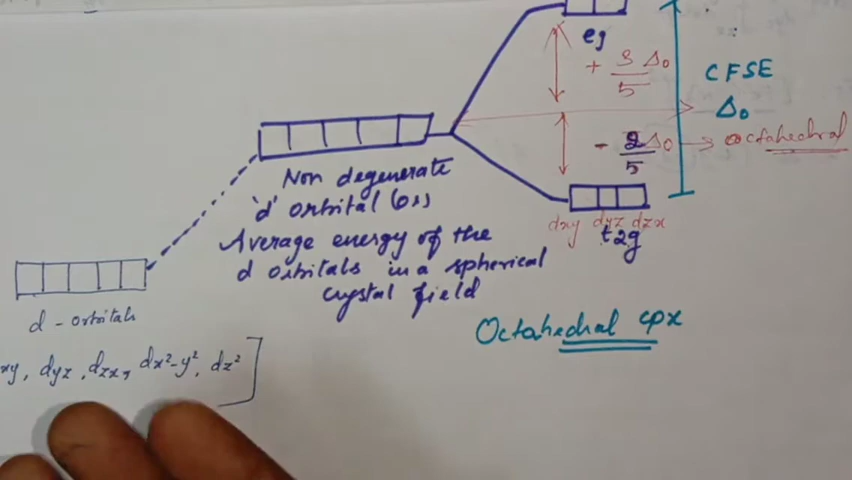 eg
+ 3/5 Δo
CFSE
Δo
- 2/5 Δo → octahedral
Non degenerate
'd' orbital (or)
Average energy of the
d orbitals in a spherical
crystal field
dxy dyz dzx
t2g
d - orbitals
xy, dyz, dzx, dx²-y², dz²
Octahedral cpx